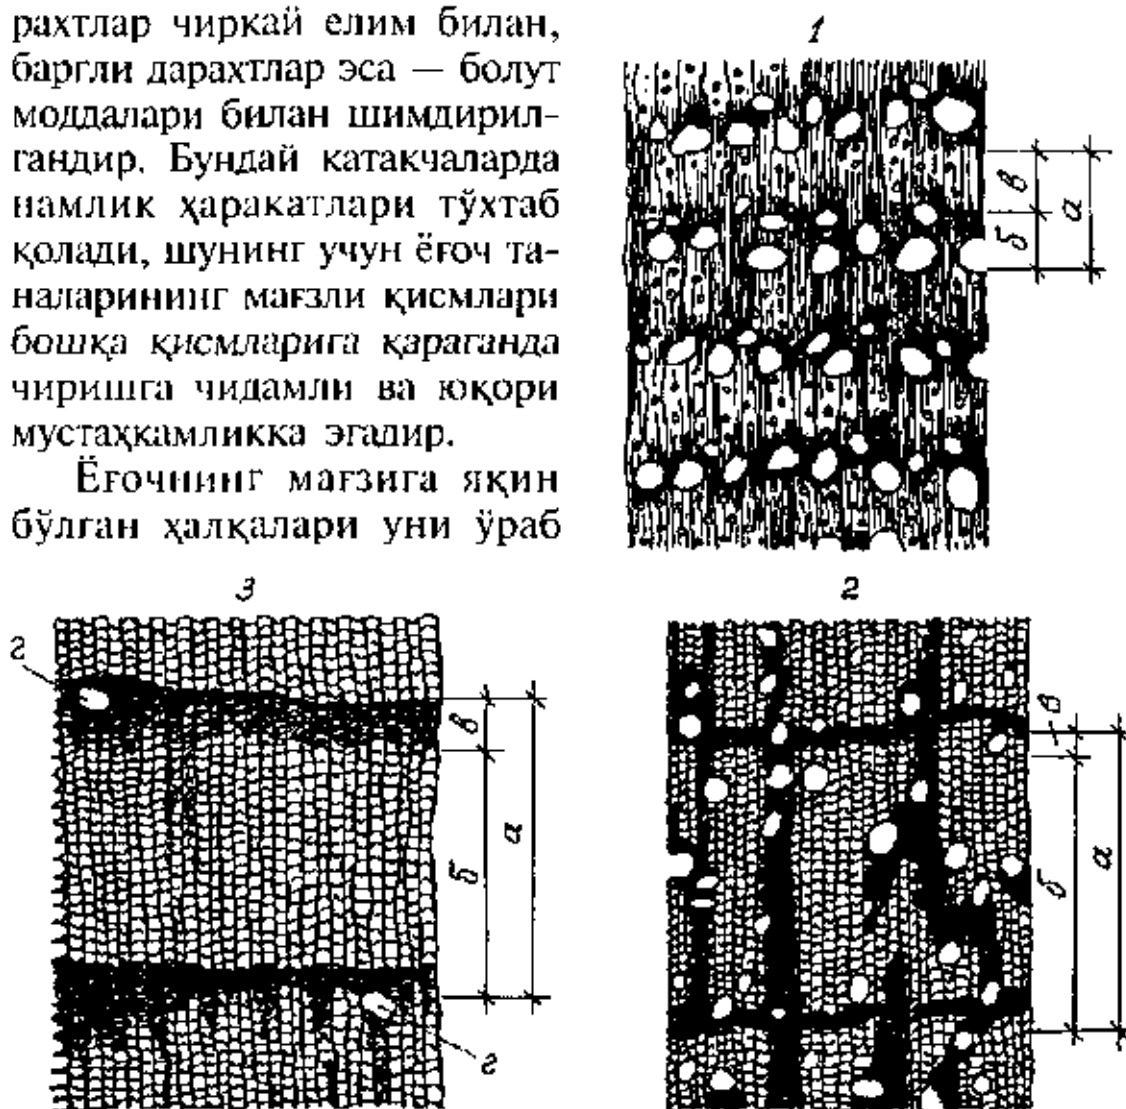 рахтлар чиркай елим билан,
баргли дарахтлар эса — болут
моддалари билан шимдирил-
гандир. Бундай катакчаларда
намлик ҳаракатлари тўхтаб
қолади, шунинг учун ёғоч та-
наларининг мағзли қисмлари
бошқа қисмларига қараганда
чиришга чидамли ва юқори
мустаҳкамликка эгадир.
Ёғочнинг мағзига яқин
бўлган ҳалқалари уни ўраб
1
в
а
б
3
г
в
а
б
г
2
в
а
б